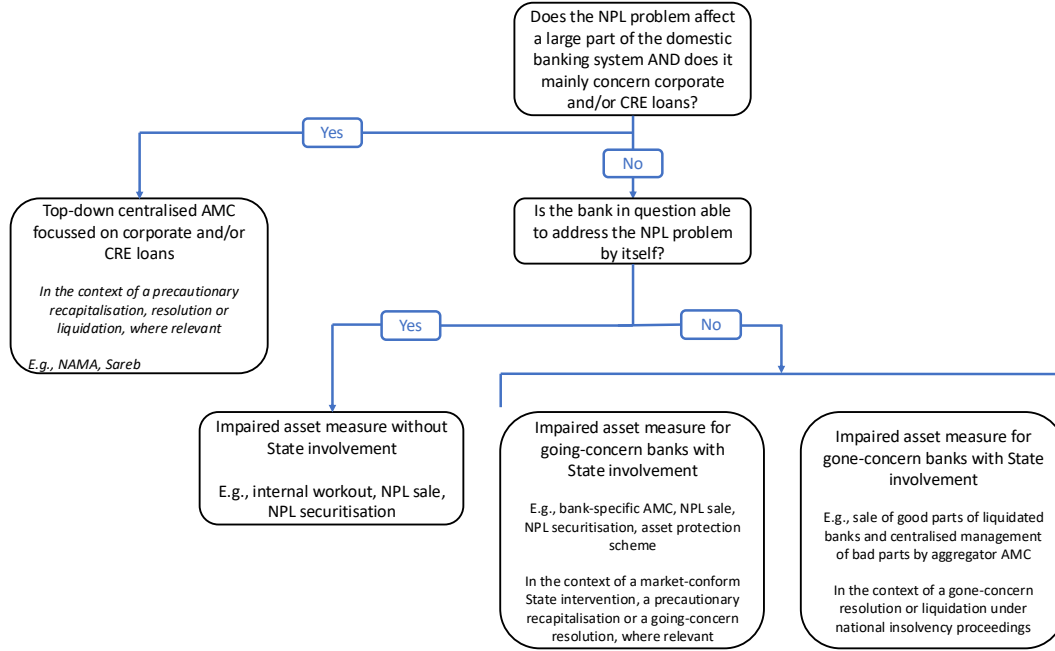 Does the NPL problem affect
a large part of the domestic
banking system AND does it
mainly concern corporate
and/or CRE loans?
Yes
No
Top-down centralised AMC
focussed on corporate and/or
CRE loans
In the context of a precautionary
recapitalisation, resolution or
liquidation, where relevant
E.g., NAMA, Sareb
Is the bank in question able
to address the NPL problem
by itself?
Yes
No
Impaired asset measure without
State involvement
E.g., internal workout, NPL sale,
NPL securitisation
Impaired asset measure for
going-concern banks with
State involvement
E.g., bank-specific AMC, NPL sale,
NPL securitisation, asset protection
scheme
In the context of a market-conform
State intervention, a precautionary
recapitalisation or a going-concern
resolution, where relevant
Impaired asset measure for
gone-concern banks with State
involvement
E.g., sale of good parts of liquidated
banks and centralised management
of bad parts by aggregator AMC
In the context of a gone-concern
resolution or liquidation under
national insolvency proceedings